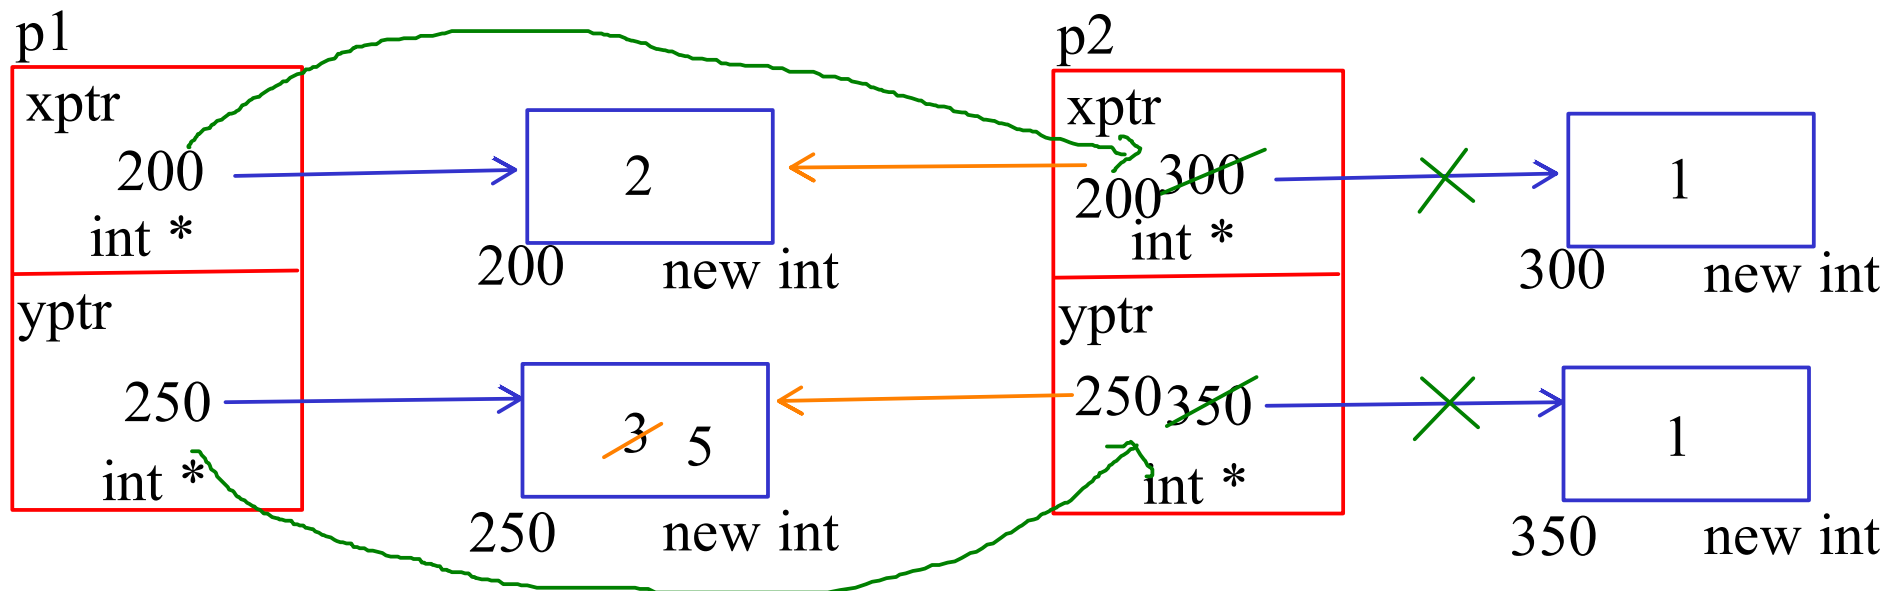 p1
xptr
200
int *
yptr
250
int *
2
200
new int
3 5
250
new int
p2
xptr
300
200
int *
yptr
250 350
int *
1
300
new int
1
350
new int